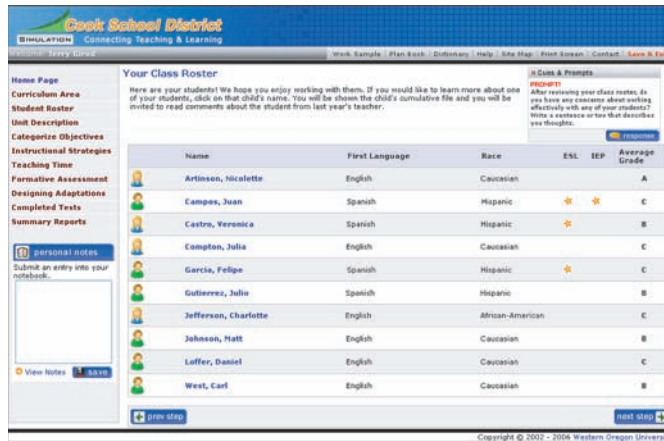 Cook School District
SIMULATION Connecting Teaching & Learning
Welcome: Jerry Girod
Work Sample | Plan Book | Dictionary | Help | Site Map | Print Screen | Contact | Save & Ex
Home Page
Curriculum Area
Student Roster
Unit Description
Categorize Objectives
Instructional Strategies
Teaching Time
Formative Assessment
Designing Adaptations
Completed Tests
Summary Reports
personal notes
Submit an entry into your
notebook.
View Notes save
Your Class Roster
Here are your students! We hope you enjoy working with them. If you would like to learn more about one
of your students, click on that child's name. You will be shown the child's cumulative file and you will be
invited to read comments about the student from last year's teacher.
Cues & Prompts
PROMPT!
After reviewing your class roster, do
you have any concerns about working
effectively with any of your students?
Write a sentence or two that describes
you thoughts.
response
Name First Language Race ESL IEP Average Grade
Artinson, Nicolette English Caucasian A
Campos, Juan Spanish Hispanic C
Castro, Veronica Spanish Hispanic B
Compton, Julia English Caucasian C
Garcia, Felipe Spanish Hispanic C
Gutierrez, Julio Spanish Hispanic B
Jefferson, Charlotte English African-American C
Johnson, Matt English Caucasian B
Loffer, Daniel English Caucasian C
West, Carl English Caucasian B
prev step
next step
Copyright © 2002 - 2006 Western Oregon Univer